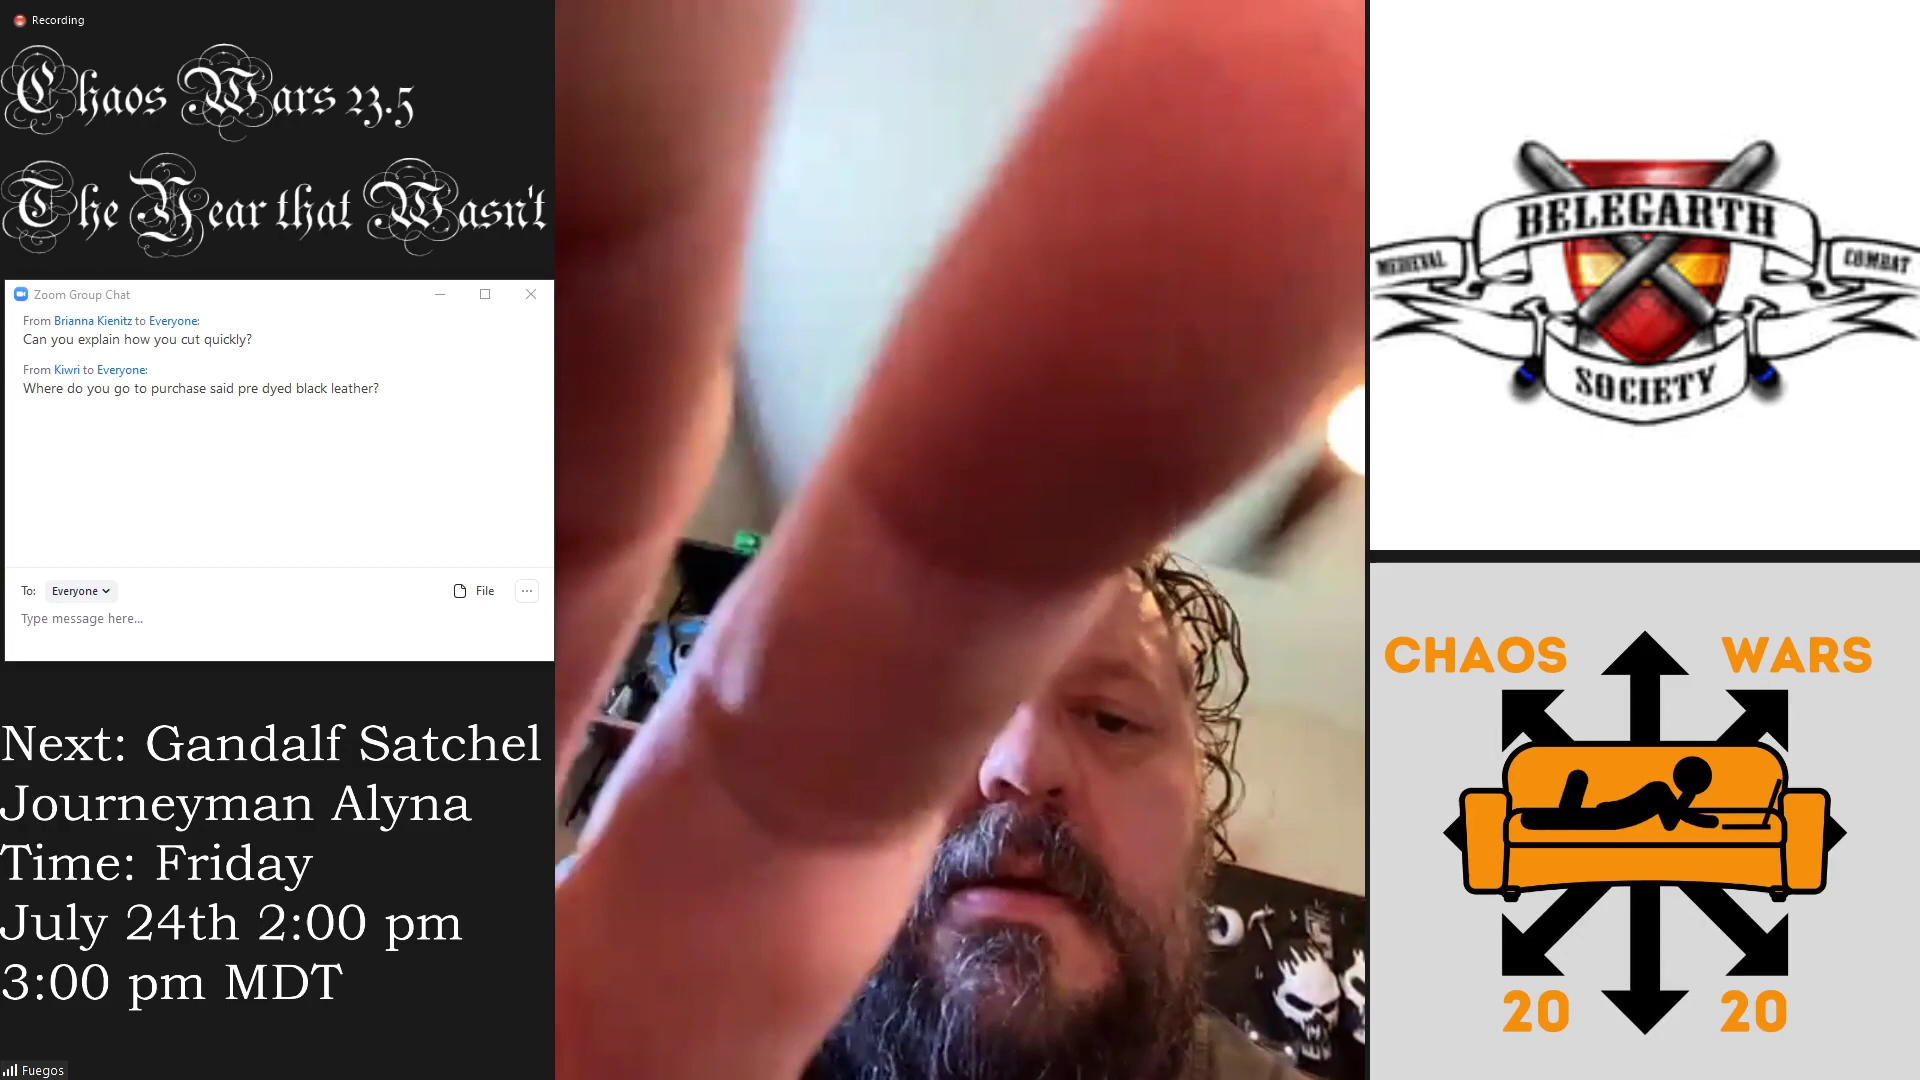 Recording
Chaos Wars 23.5
The Year that Wasn't
Zoom Group Chat
From Brianna Kienitz to Everyone:
Can you explain how you cut quickly?
From Kiwri to Everyone:
Where do you go to purchase said pre dyed black leather?
To: Everyone
File
Type message here...
Next: Gandalf Satchel
Journeyman Alyna
Time: Friday
July 24th 2:00 pm
3:00 pm MDT
Fuegos
BELEGARTH
MEDIEVAL COMBAT
SOCIETY
CHAOS WARS
20 20